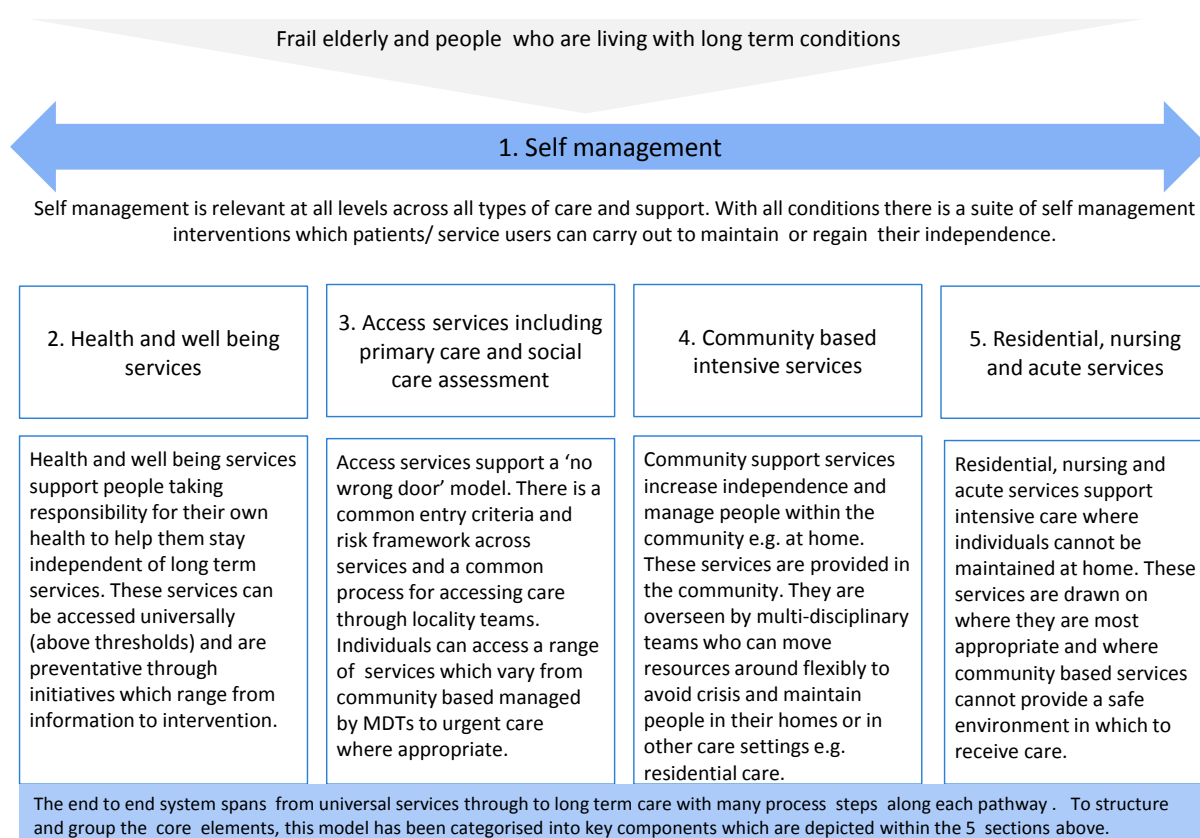 Frail elderly and people who are living with long term conditions
1. Self management
Self management is relevant at all levels across all types of care and support. With all conditions there is a suite of self management
interventions which patients/ service users can carry out to maintain or regain their independence.
2. Health and well being
services
3. Access services including
primary care and social
care assessment
4. Community based
intensive services
5. Residential, nursing
and acute services
Health and well being services
support people taking
responsibility for their own
health to help them stay
independent of long term
services. These services can
be accessed universally
(above thresholds) and are
preventative through
initiatives which range from
information to intervention.
Access services support a ‘no
wrong door’ model. There is a
common entry criteria and
risk framework across
services and a common
process for accessing care
through locality teams.
Individuals can access a range
of services which vary from
community based managed
by MDTs to urgent care
where appropriate.
Community support services
increase independence and
manage people within the
community e.g. at home.
These services are provided in
the community. They are
overseen by multi-disciplinary
teams who can move
resources around flexibly to
avoid crisis and maintain
people in their homes or in
other care settings e.g.
residential care.
Residential, nursing and
acute services support
intensive care where
individuals cannot be
maintained at home. These
services are drawn on
where they are most
appropriate and where
community based services
cannot provide a safe
environment in which to
receive care.
The end to end system spans from universal services through to long term care with many process steps along each pathway . To structure
and group the core elements, this model has been categorised into key components which are depicted within the 5 sections above.